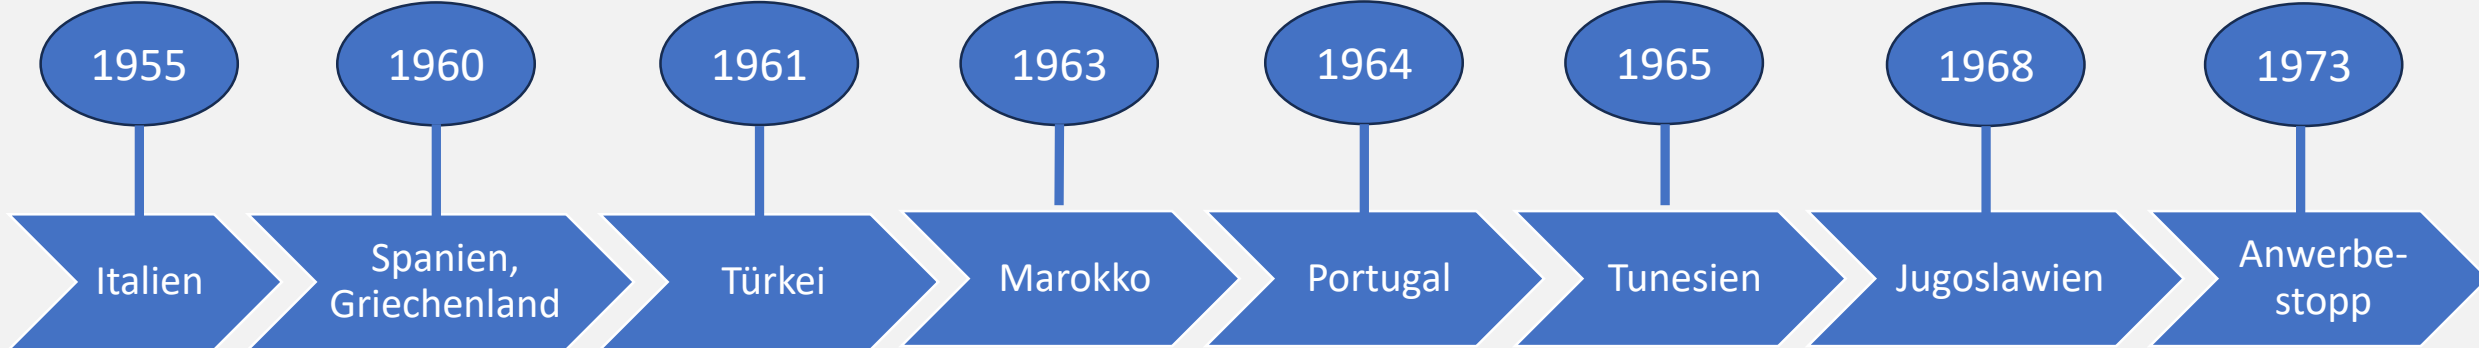 1955
1960
1961
1963
1964
1965
1968
1973
Italien
Spanien,
Griechenland
Türkei
Marokko
Portugal
Tunesien
Jugoslawien
Anwerbe-
stopp